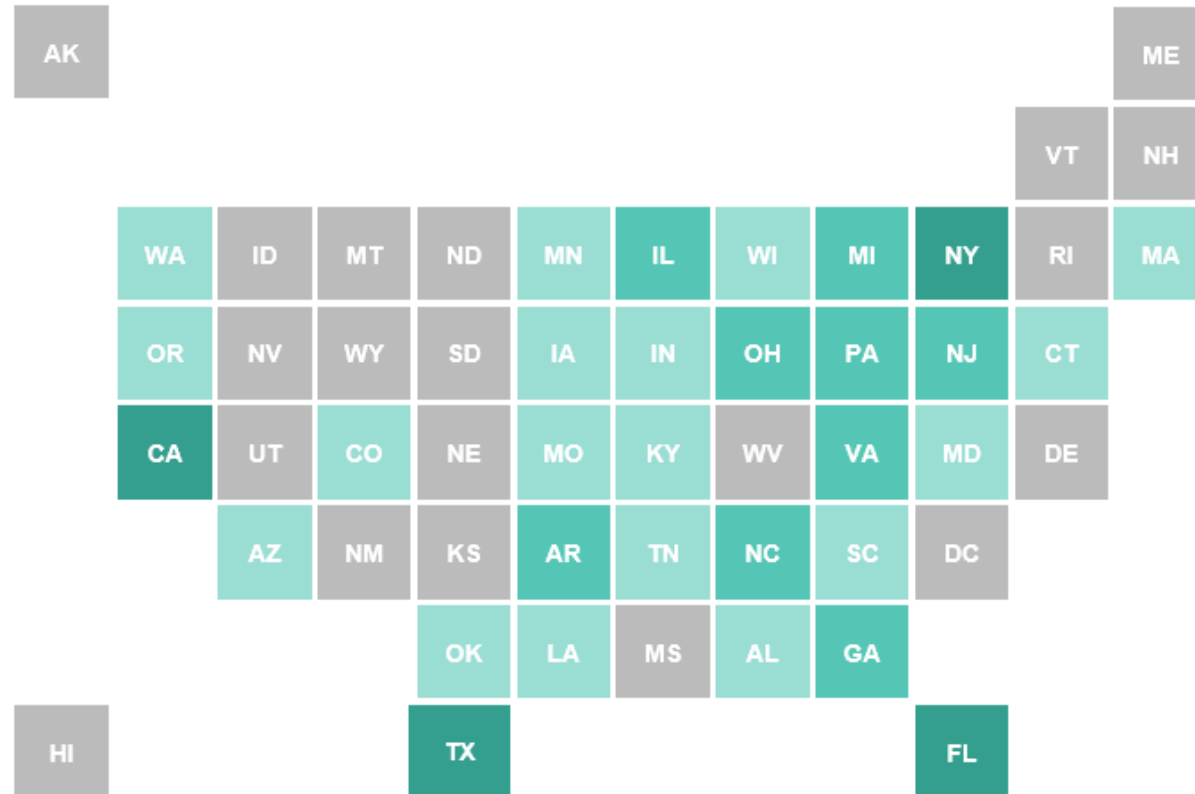 AK ME
VT NH
WA ID MT ND MN IL WI MI NY RI MA
OR NV WY SD IA IN OH PA NJ CT
CA UT CO NE MO KY WV VA MD DE
AZ NM KS AR TN NC SC DC
OK LA MS AL GA
HI TX FL